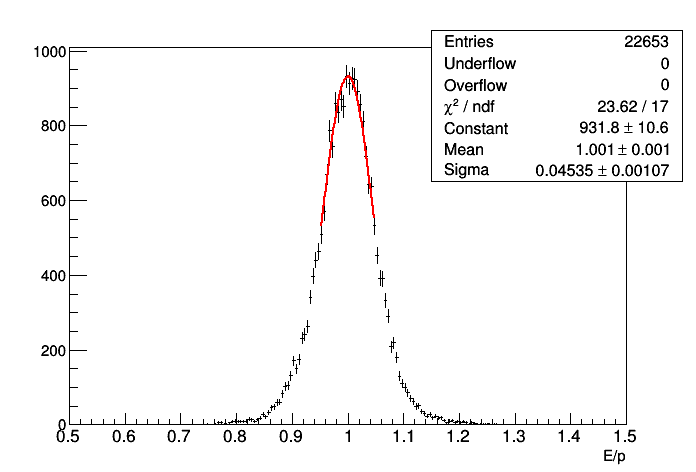 Entries 22653
Underflow 0
Overflow 0
χ² / ndf 23.62 / 17
Constant 931.8 ± 10.6
Mean 1.001 ± 0.001
Sigma 0.04535 ± 0.00107
1000
800
600
400
200
0
0.5 0.6 0.7 0.8 0.9 1 1.1 1.2 1.3 1.4 1.5
E/p